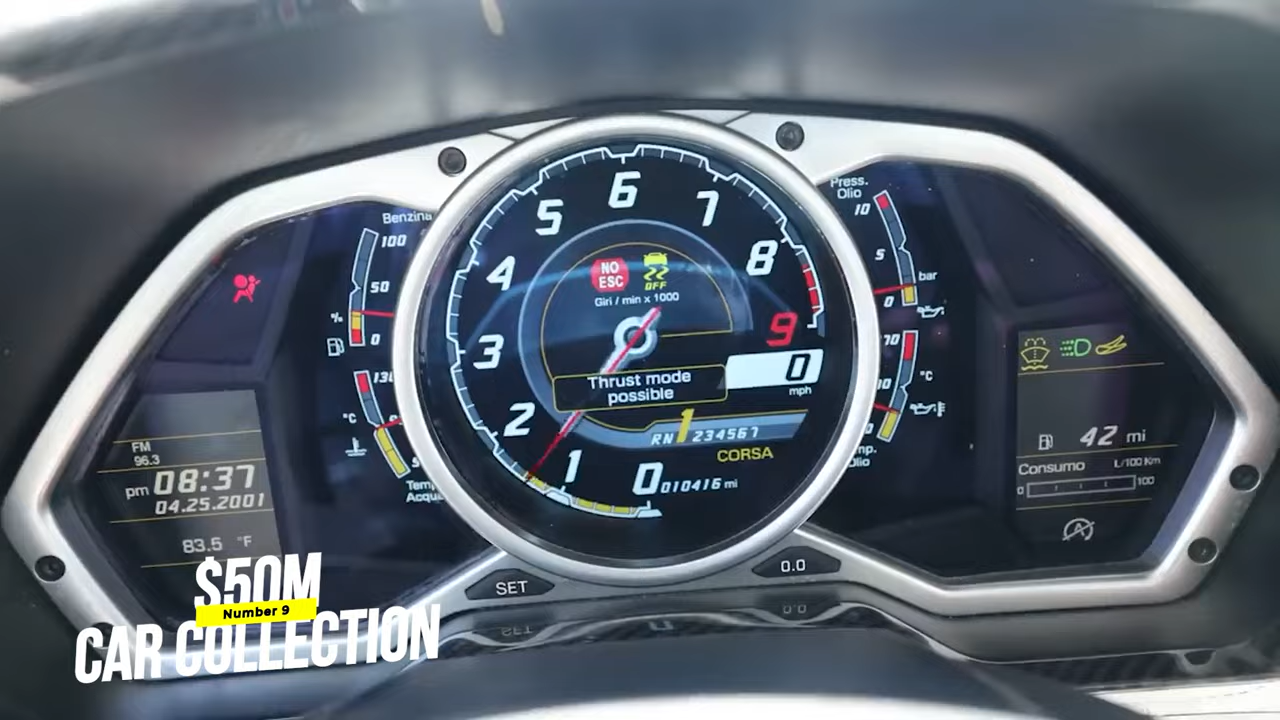 Benzina
100
50
%
0
130
°C
Temp.
Acqua
FM
96.3
pm 08:37
04.25.2001
83.5 °F
6
5
7
4
8
3
9
2
1
0
NO
ESC
OFF
Giri / min x 1000
Thrust mode
possible
0
mph
RN 1 234567
CORSA
010416 mi
Press.
Olio
10
5
bar
0
°C
Olio
42 mi
Consumo L/100 Km
0 100
SET
0.0
$50M
Number 9
CAR COLLECTION